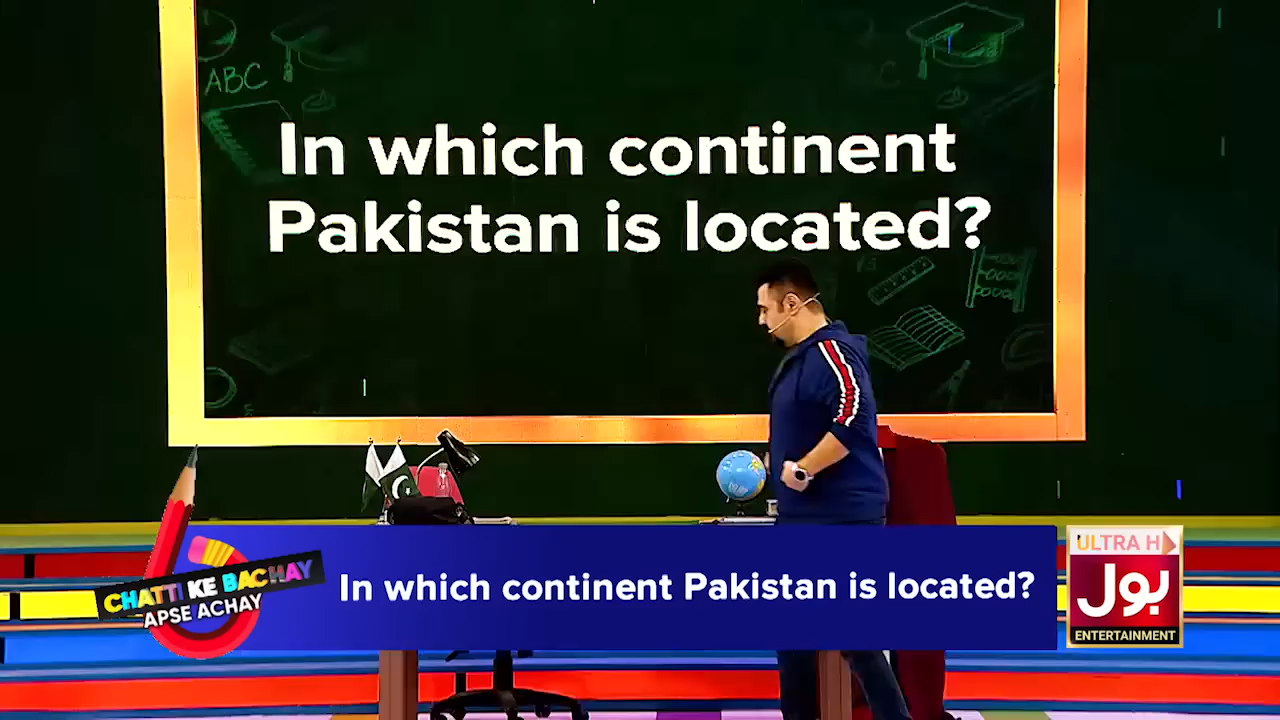 ABC
In which continent
Pakistan is located?
CHATTI KE BACHAY
APSE ACHAY
In which continent Pakistan is located?
ULTRA H
بول
ENTERTAINMENT